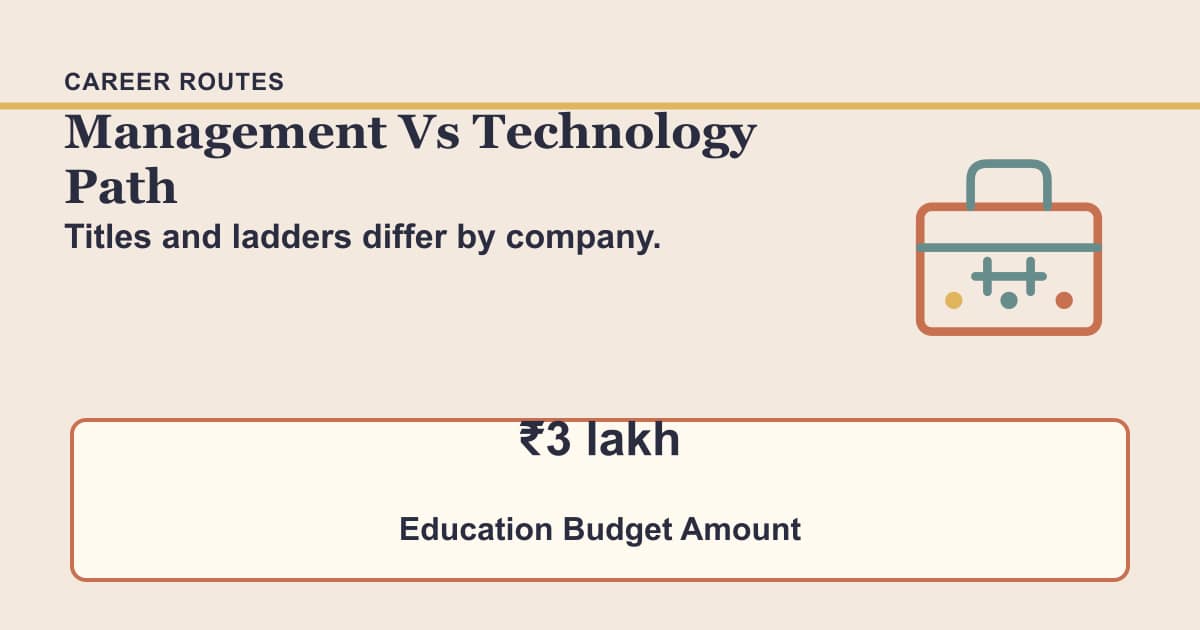 CAREER ROUTES
Management Vs Technology
Path
Titles and ladders differ by company.
₹3 lakh
Education Budget Amount